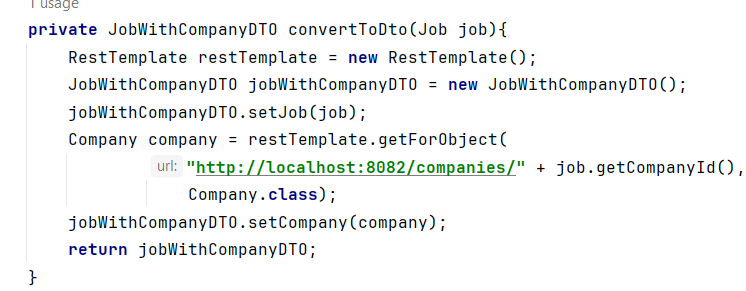 1 usage
private JobWithCompanyDTO convertToDto(Job job){
RestTemplate restTemplate = new RestTemplate();
JobWithCompanyDTO jobWithCompanyDTO = new JobWithCompanyDTO();
jobWithCompanyDTO.setJob(job);
Company company = restTemplate.getForObject(
url: "http://localhost:8082/companies/" + job.getCompanyId(),
Company.class);
jobWithCompanyDTO.setCompany(company);
return jobWithCompanyDTO;
}